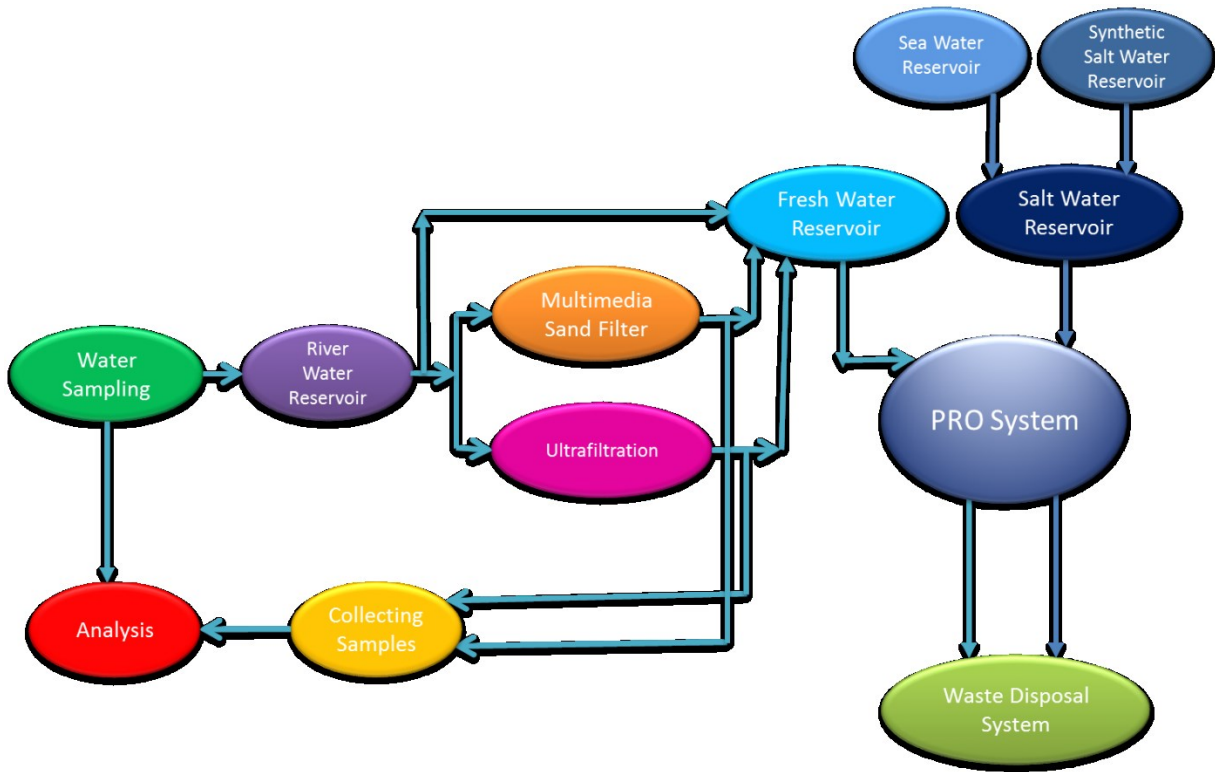 Sea Water
Reservoir
Synthetic
Salt Water
Reservoir
Fresh Water
Reservoir
Salt Water
Reservoir
Multimedia
Sand Filter
Water
Sampling
River
Water
Reservoir
PRO System
Ultrafiltration
Analysis
Collecting
Samples
Waste Disposal
System